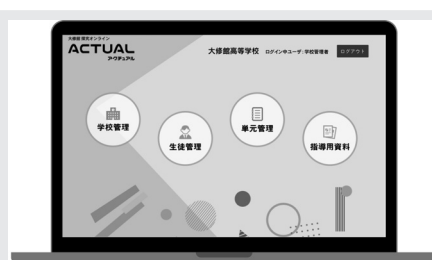 大修館 探究オンライン
ACTUAL
アクチュアル
大修館高等学校 ログイン中ユーザ:学校管理者 ログアウト
学校管理
生徒管理
単元管理
指導用資料